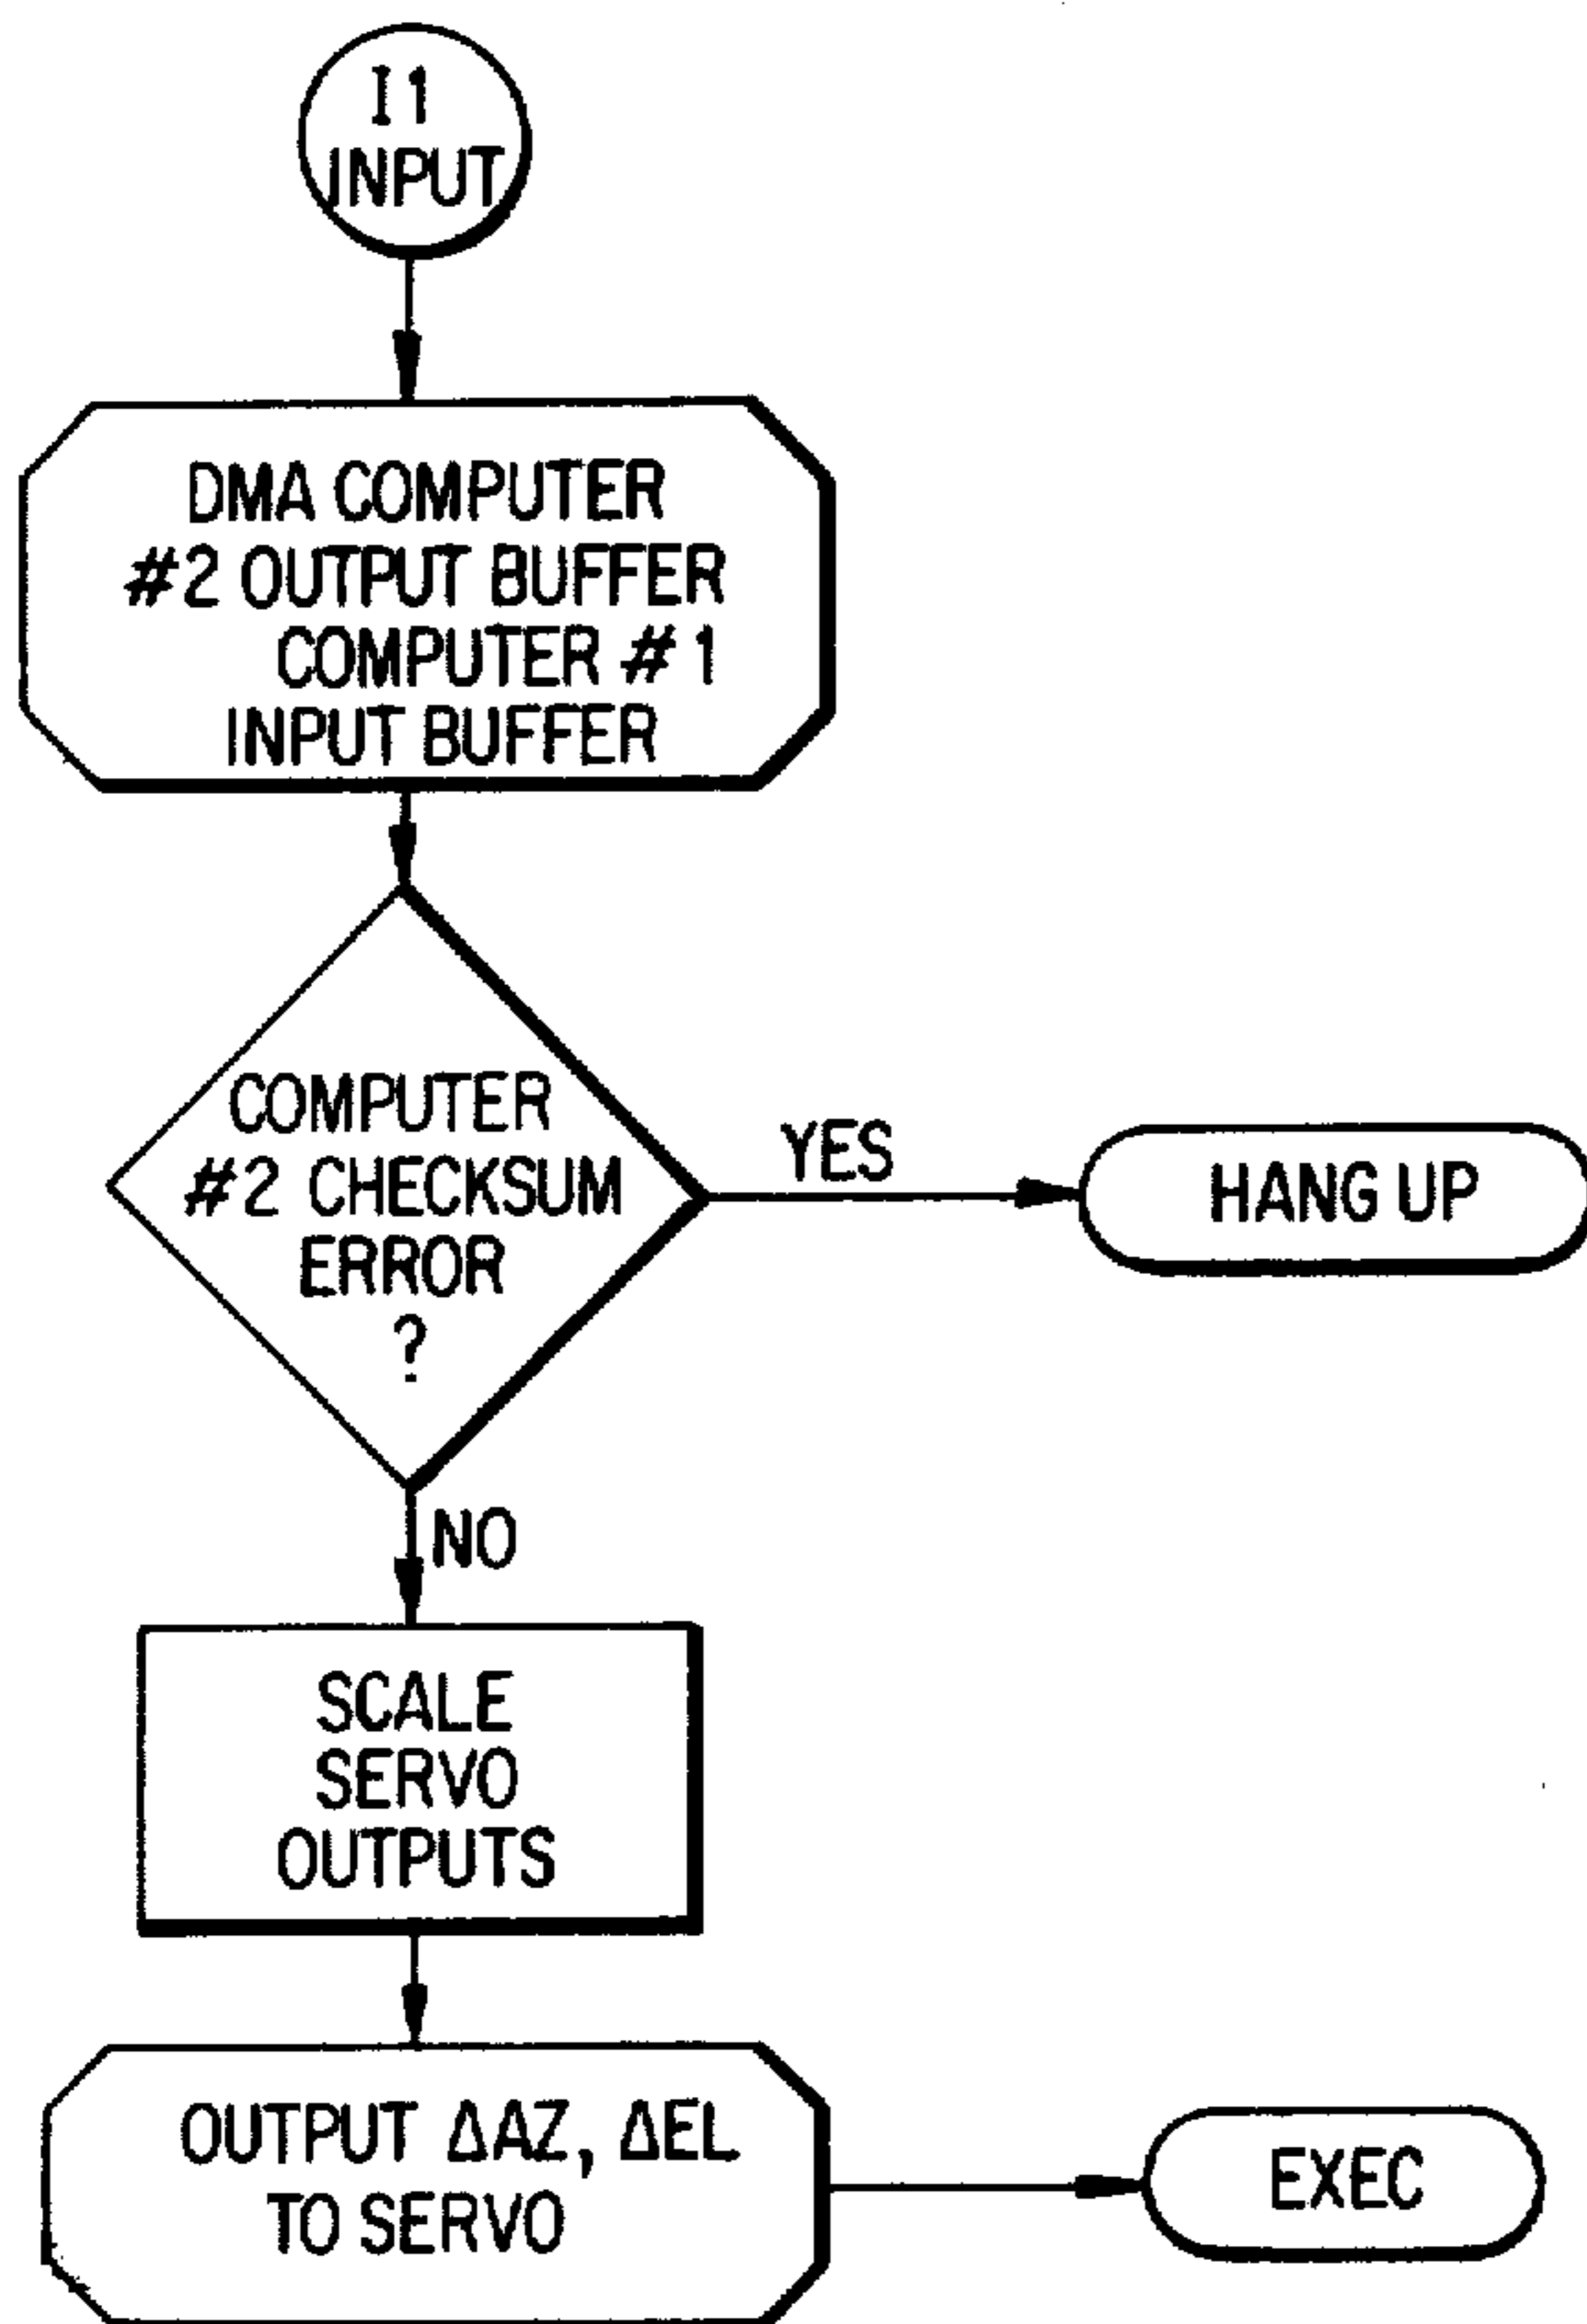 I1
INPUT
DMA COMPUTER
#2 OUTPUT BUFFER
COMPUTER #1
INPUT BUFFER
COMPUTER
#2 CHECKSUM
ERROR
?
YES
HANG UP
NO
SCALE
SERVO
OUTPUTS
OUTPUT ΔAZ, ΔEL
TO SERVO
EXEC